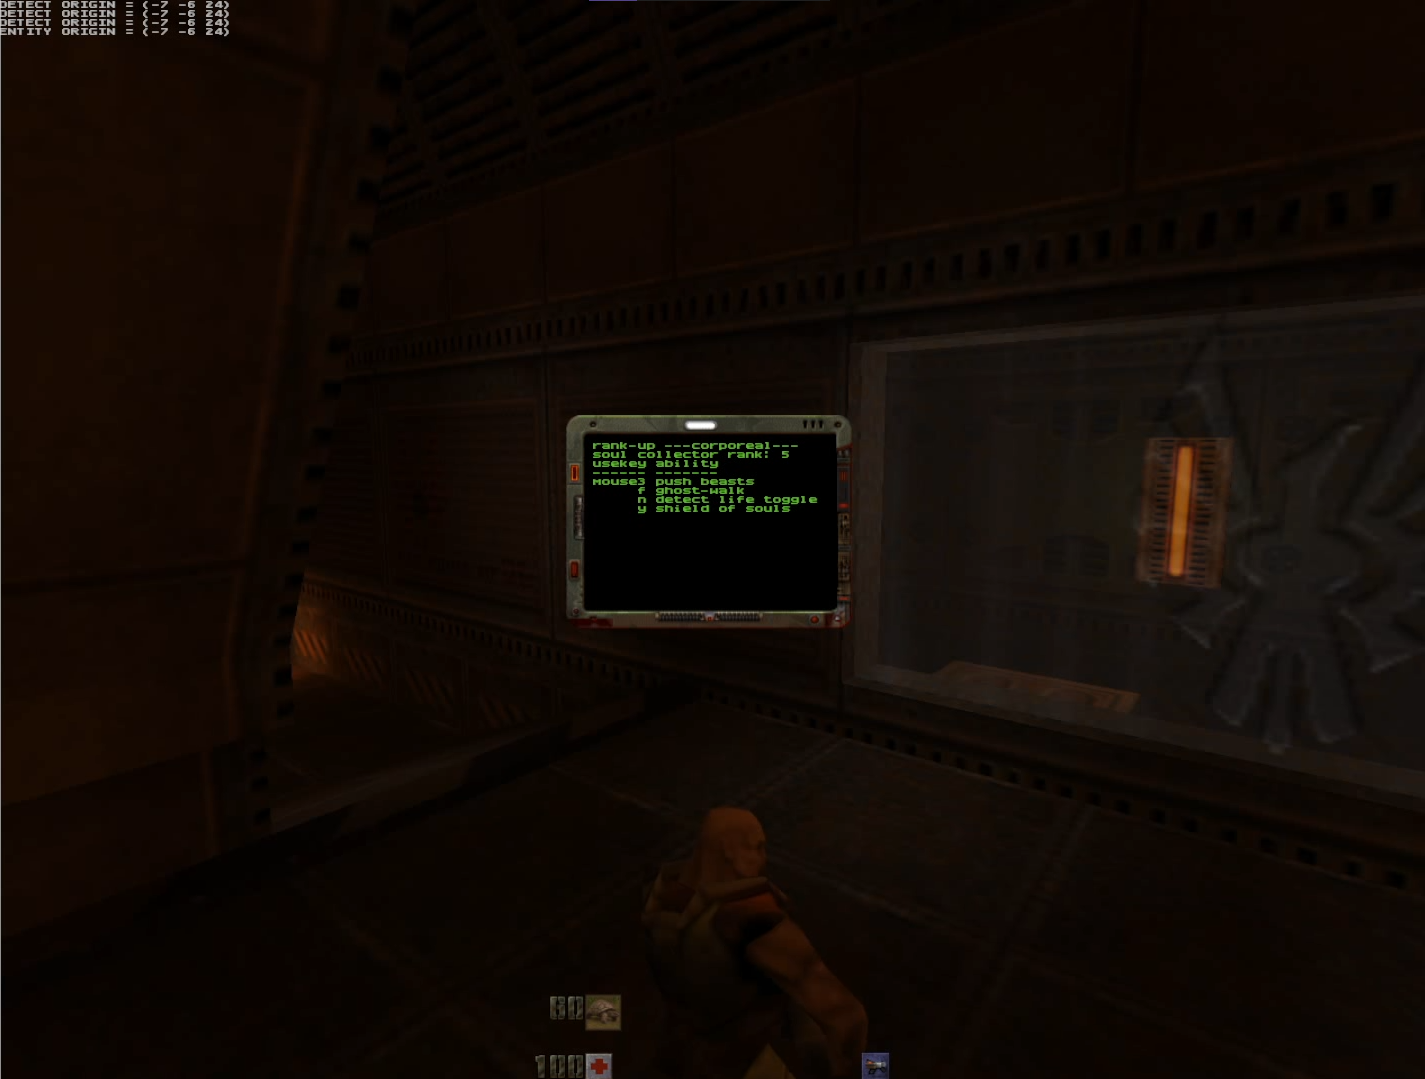 DETECT ORIGIN = (-7 -6 24)
DETECT ORIGIN = (-7 -6 24)
DETECT ORIGIN = (-7 -6 24)
ENTITY ORIGIN = (-7 -6 24)
rank-up ---corporeal---
soul collector rank: 5
usekey ability
------ -------
mouse3 push beasts
f ghost-walk
n detect life toggle
y shield of souls
60
100